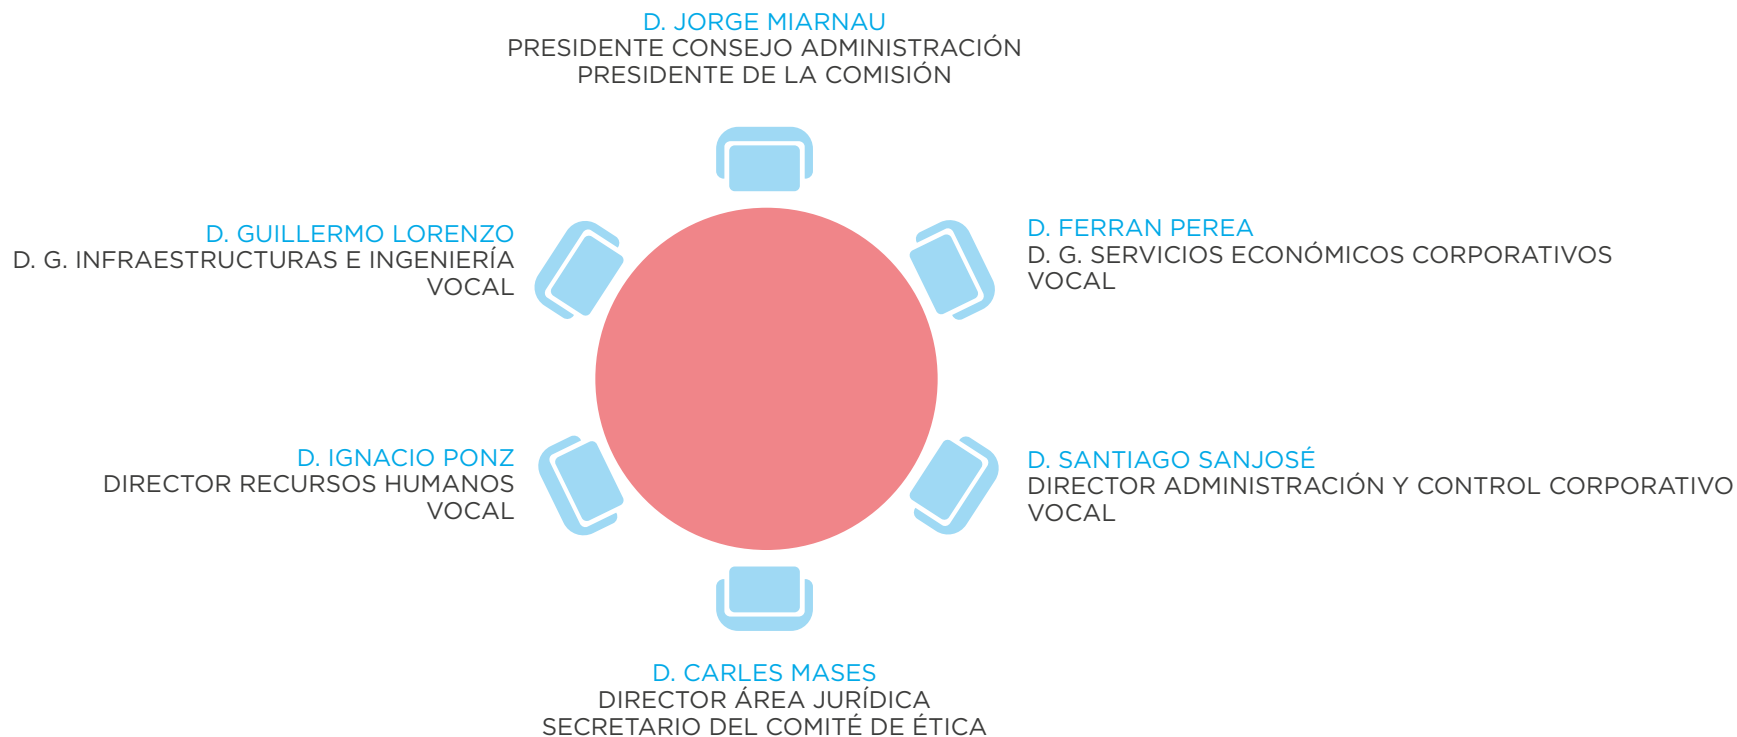 D. JORGE MIARNAU
PRESIDENTE CONSEJO ADMINISTRACIÓN
PRESIDENTE DE LA COMISIÓN
D. GUILLERMO LORENZO
D. G. INFRAESTRUCTURAS E INGENIERÍA
VOCAL
D. FERRAN PEREA
D. G. SERVICIOS ECONÓMICOS CORPORATIVOS
VOCAL
D. IGNACIO PONZ
DIRECTOR RECURSOS HUMANOS
VOCAL
D. SANTIAGO SANJOSÉ
DIRECTOR ADMINISTRACIÓN Y CONTROL CORPORATIVO
VOCAL
D. CARLES MASES
DIRECTOR ÁREA JURÍDICA
SECRETARIO DEL COMITÉ DE ÉTICA